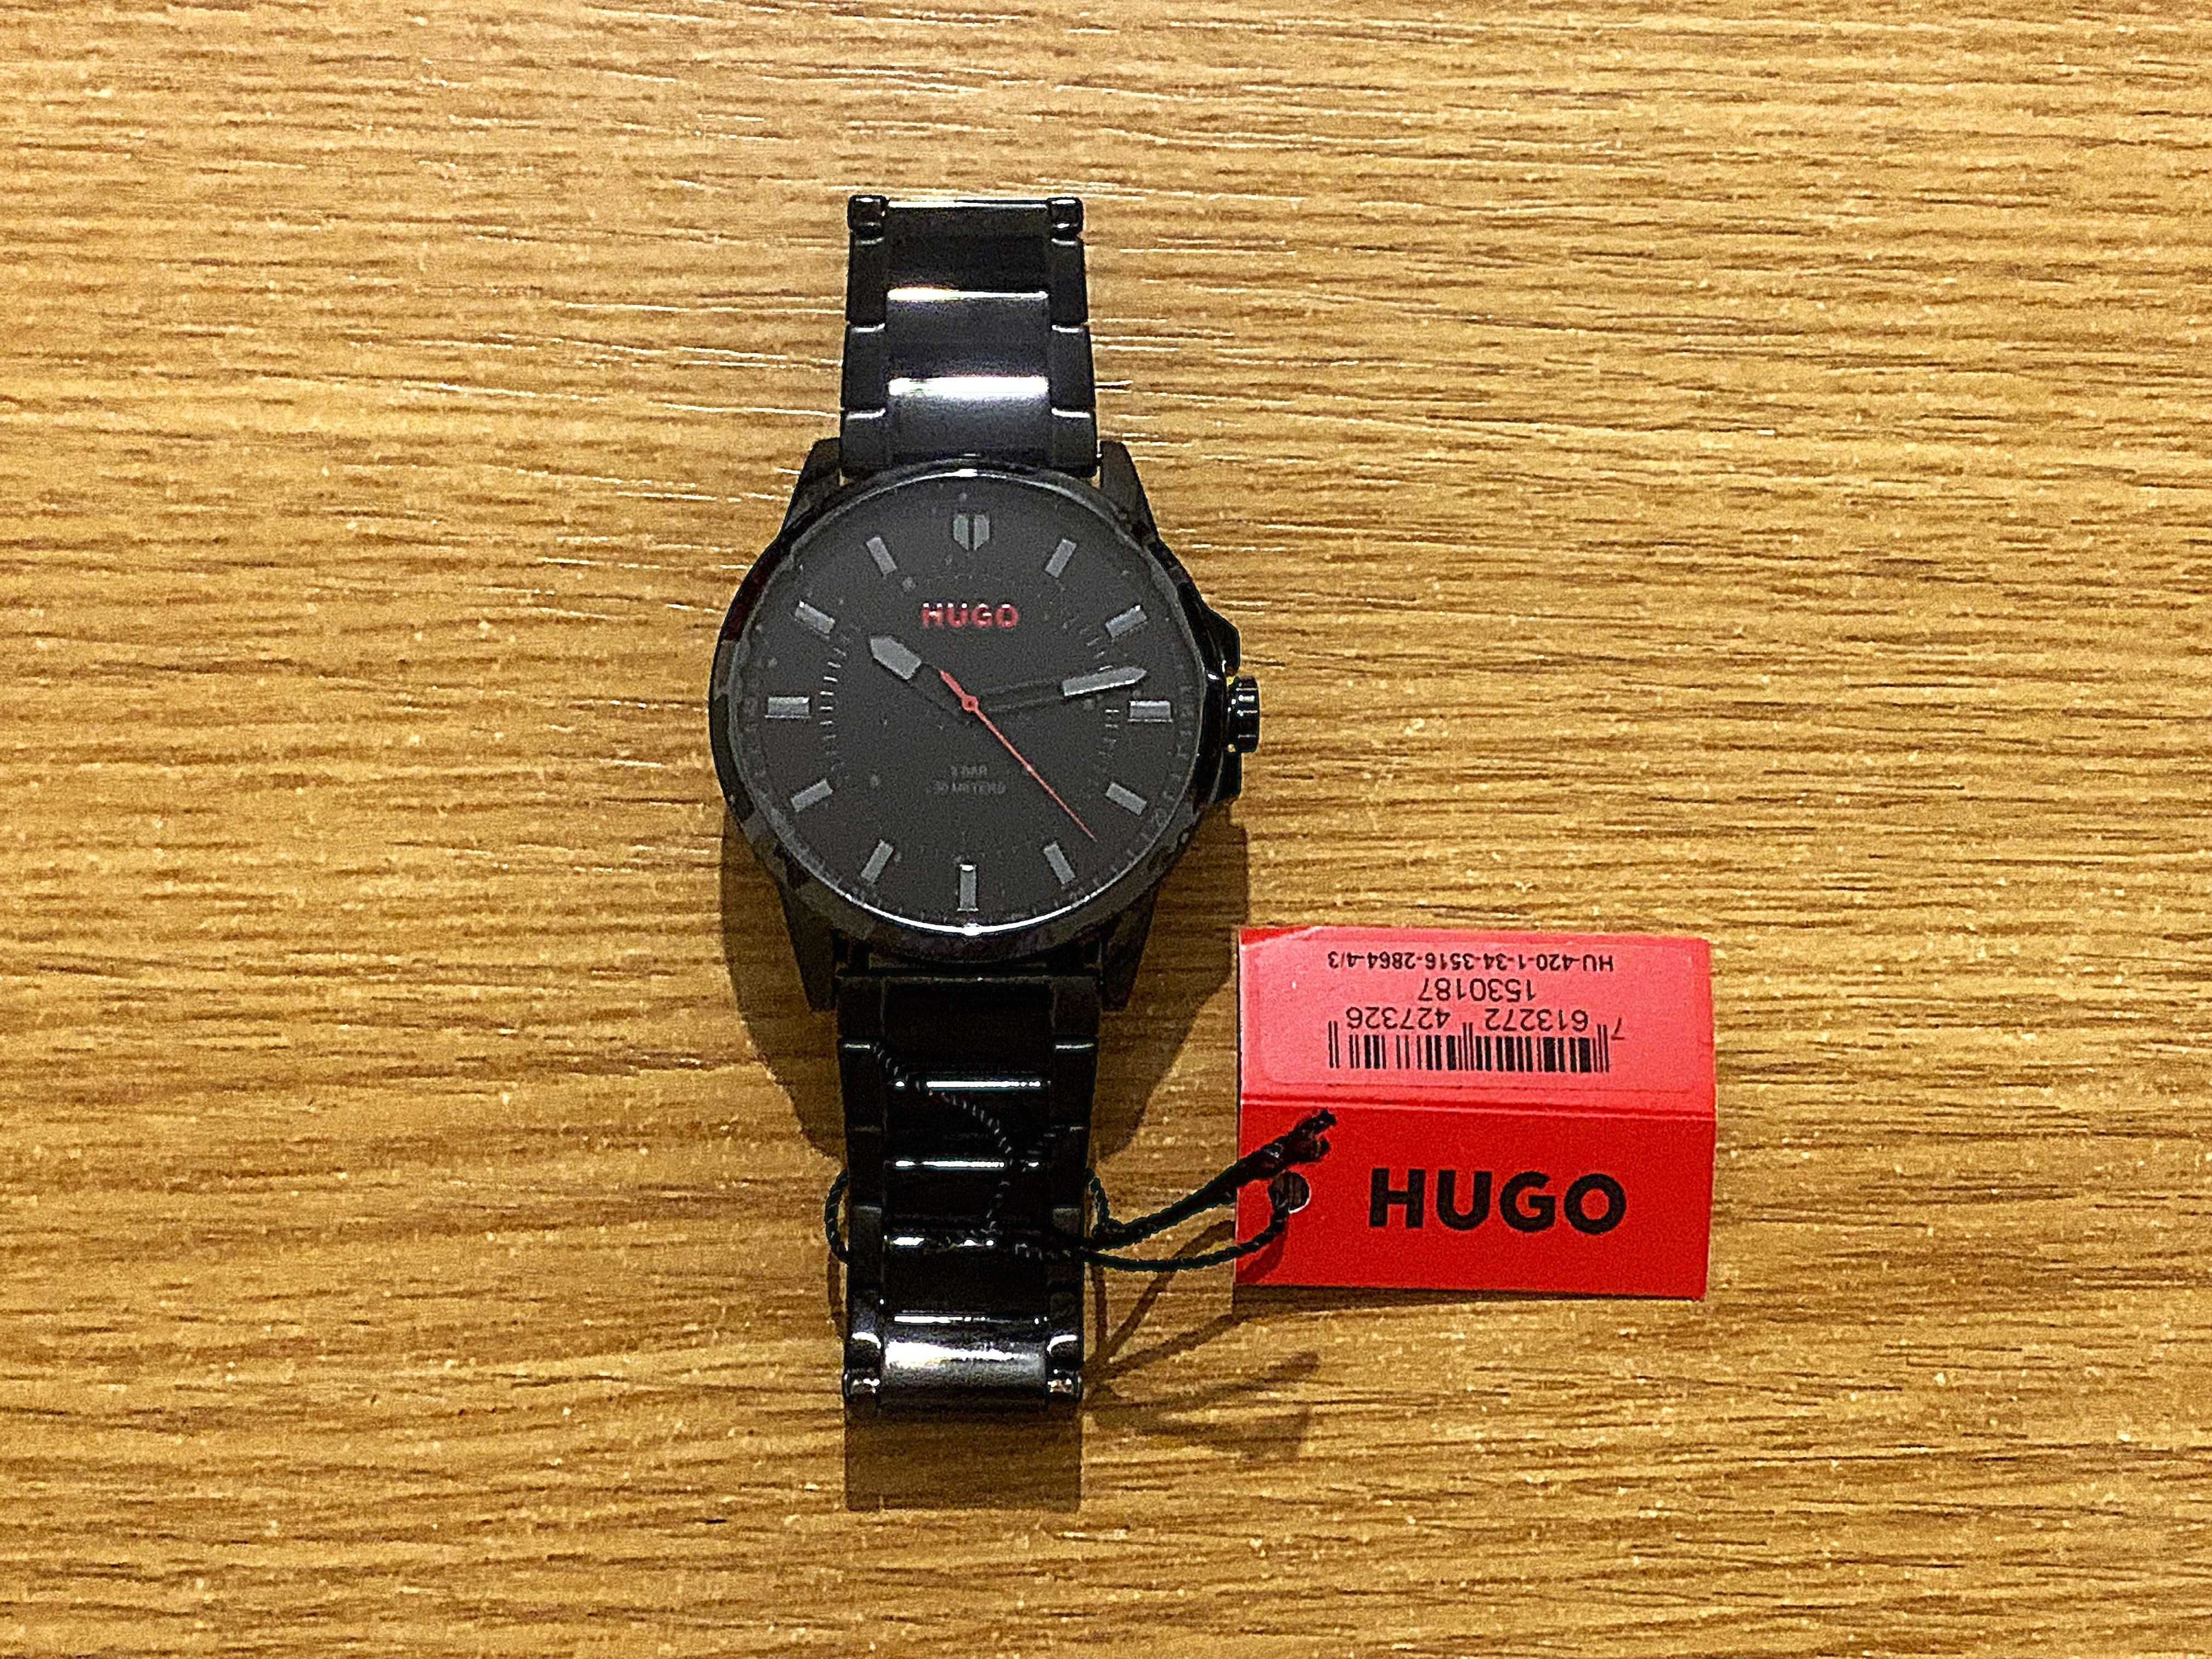 HUGO
3 BAR
30 METERS
HU-420-1-34-3516-2864-4/3
1530187
7 613272 427326
HUGO